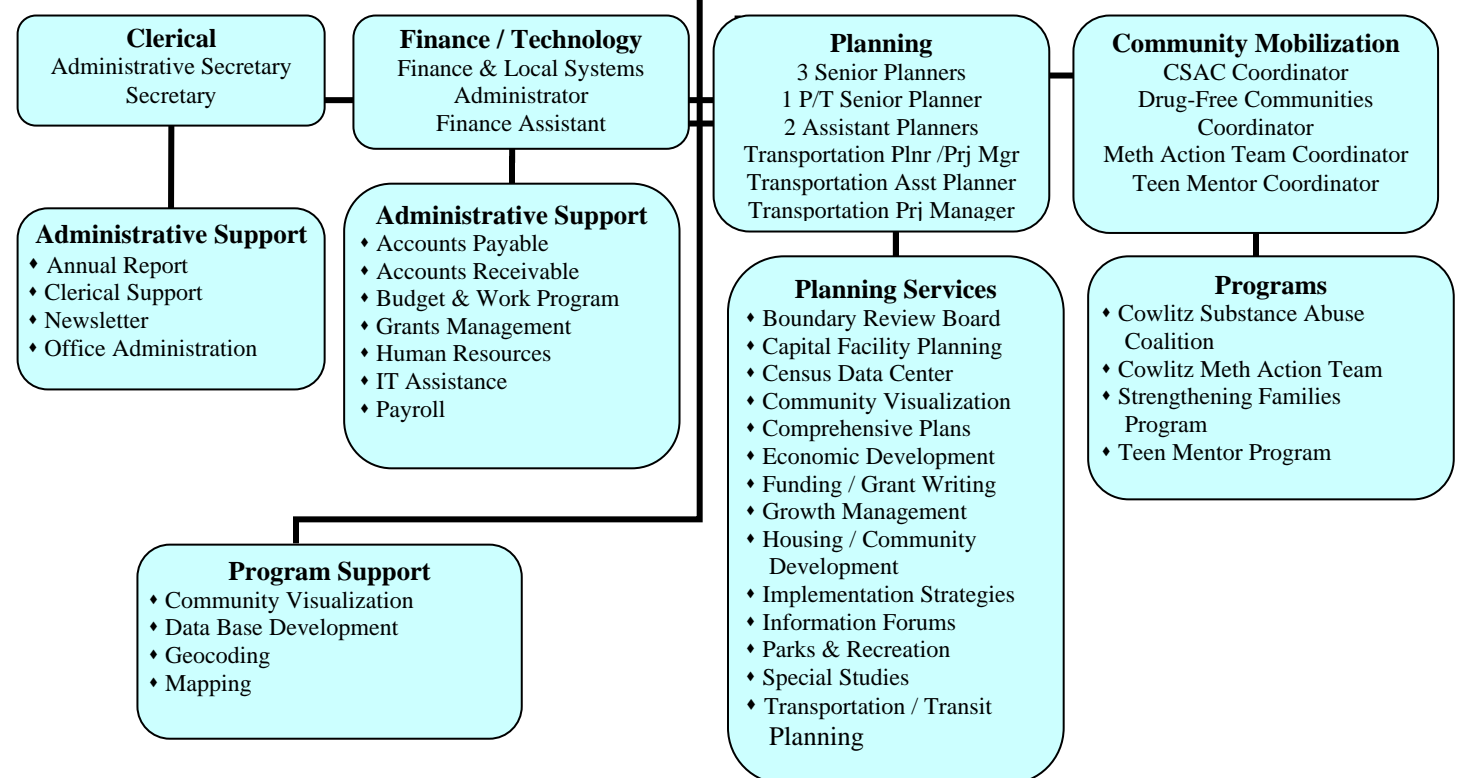 Clerical
Administrative Secretary
Secretary
Finance / Technology
Finance & Local Systems
Administrator
Finance Assistant
Planning
3 Senior Planners
1 P/T Senior Planner
2 Assistant Planners
Transportation Plnr /Prj Mgr
Transportation Asst Planner
Transportation Prj Manager
Community Mobilization
CSAC Coordinator
Drug-Free Communities
Coordinator
Meth Action Team Coordinator
Teen Mentor Coordinator
Administrative Support
♦ Annual Report
♦ Clerical Support
♦ Newsletter
♦ Office Administration
Administrative Support
♦ Accounts Payable
♦ Accounts Receivable
♦ Budget & Work Program
♦ Grants Management
♦ Human Resources
♦ IT Assistance
♦ Payroll
Planning Services
♦ Boundary Review Board
♦ Capital Facility Planning
♦ Census Data Center
♦ Community Visualization
♦ Comprehensive Plans
♦ Economic Development
♦ Funding / Grant Writing
♦ Growth Management
♦ Housing / Community
Development
♦ Implementation Strategies
♦ Information Forums
♦ Parks & Recreation
♦ Special Studies
♦ Transportation / Transit
Planning
Programs
♦ Cowlitz Substance Abuse
Coalition
♦ Cowlitz Meth Action Team
♦ Strengthening Families
Program
♦ Teen Mentor Program
Program Support
♦ Community Visualization
♦ Data Base Development
♦ Geocoding
♦ Mapping